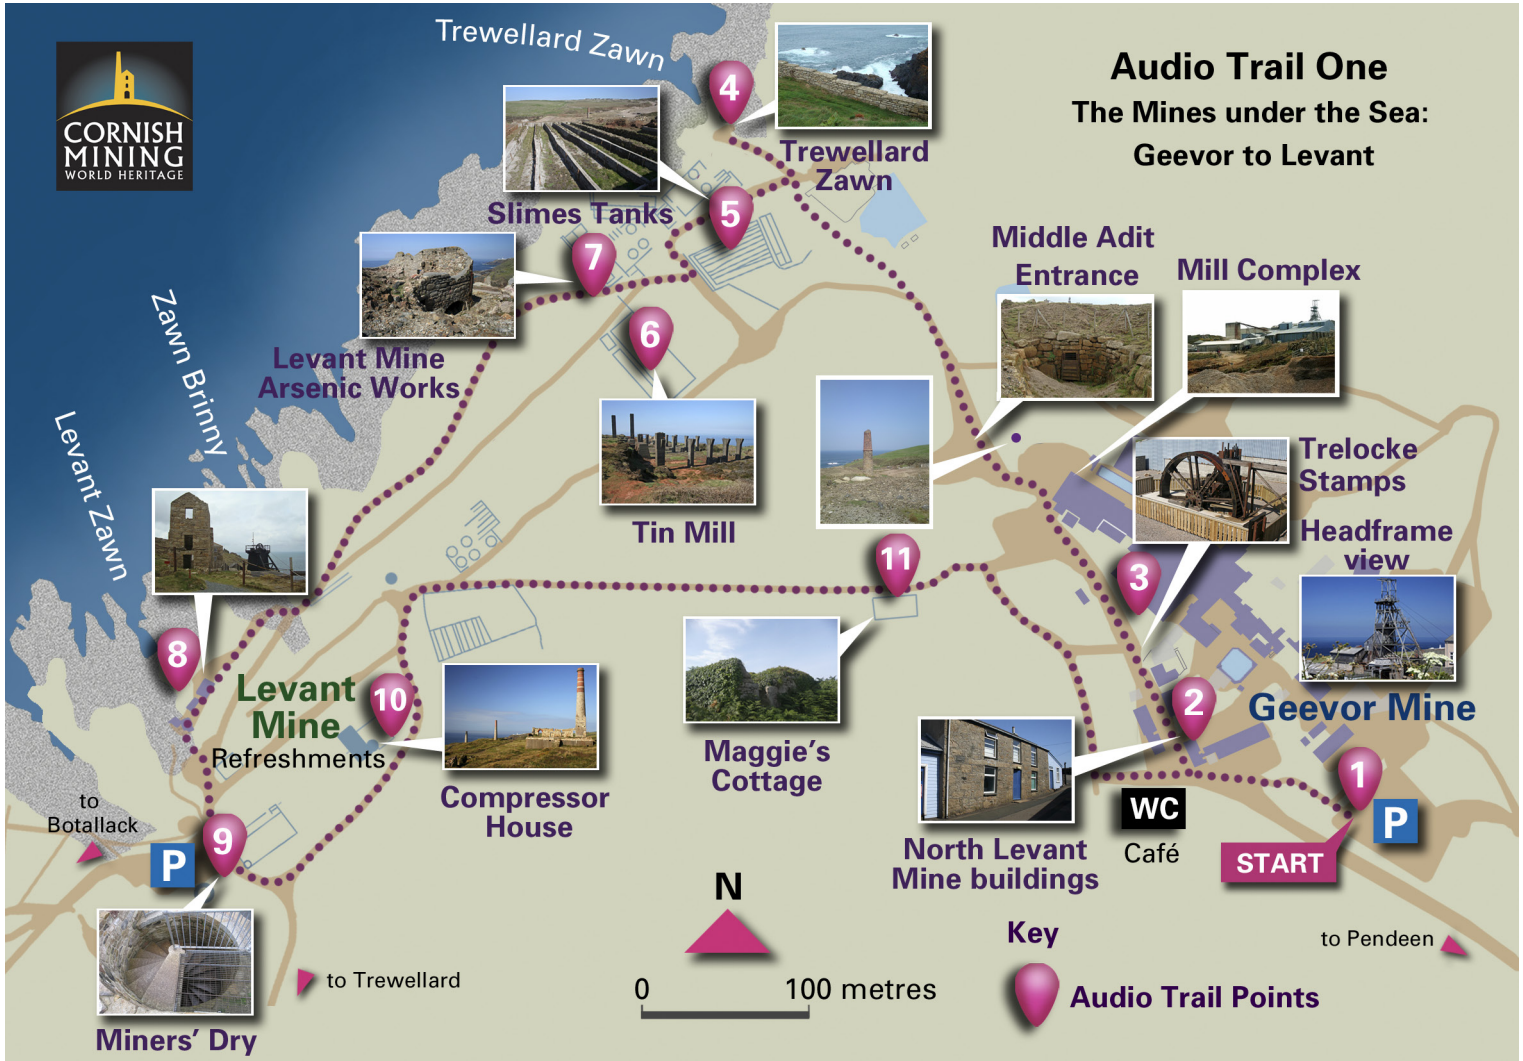 Trewellard Zawn
CORNISH
MINING
WORLD HERITAGE
Audio Trail One
The Mines under the Sea:
Geevor to Levant
4
Trewellard
Zawn
5
Slimes Tanks
7
Levant Mine
Arsenic Works
6
Tin Mill
Middle Adit
Entrance
Mill Complex
Zawn Brinny
Levant Zawn
Trelocke
Stamps
Headframe
view
3
11
8
Levant
Mine
Refreshments
10
Compressor
House
Maggie's
Cottage
2
Geevor Mine
1
P
START
WC
Café
North Levant
Mine buildings
to
Botallack
P
9
Miners' Dry
to Trewellard
N
0 100 metres
Key
Audio Trail Points
to Pendeen